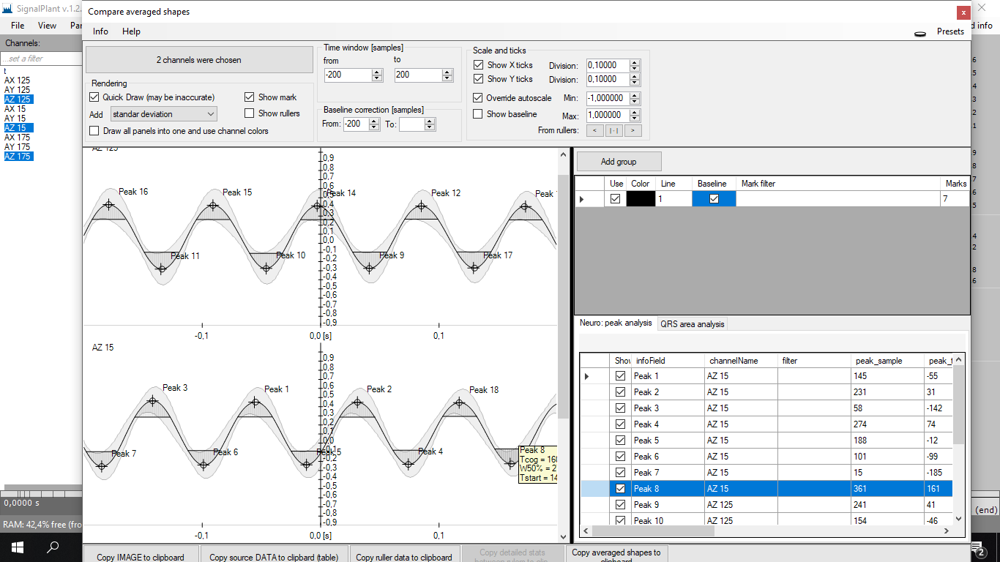 SignalPlant v.1.2.
Compare averaged shapes
x
File View Par
Info Help
Presets
d info
Channels:
...set a filter
t
AX 125
AY 125
AZ 125
AX 15
AY 15
AZ 15
AX 175
AY 175
AZ 175
0,0000 s
RAM: 42,4% free (fro
2 channels were chosen
Rendering
Quick Draw (may be inaccurate)
Show mark
Add standar deviation
Show rullers
Draw all panels into one and use channel colors
Time window [samples]
from to
-200 200
Baseline correction [samples]
From: -200 To:
Scale and ticks
Show X ticks Division: 0,10000
Show Y ticks Division: 0,10000
Override autoscale Min: -1,000000
Show baseline Max: 1,000000
From rullers: < |-| >
AZ 125
0,9
0,8
0,7
0,6
0,5
0,4
0,3
0,2
0,1
0,0
-0,1
-0,2
-0,3
-0,4
-0,5
-0,6
-0,7
-0,8
-0,9
Peak 16
Peak 15
Peak 14
Peak 12
Peak 11
Peak 10
Peak 9
Peak 17
-0,1 0,0 [s] 0,1
AZ 15
0,9
0,8
0,7
0,6
0,5
0,4
0,3
0,2
0,1
0,0
-0,1
-0,2
-0,3
-0,4
-0,5
-0,6
-0,7
-0,8
-0,9
Peak 3
Peak 1
Peak 2
Peak 18
Peak 7
Peak 6
Peak 5
Peak 4
Peak 8
Tcog = 160
W50% = 2
Tstart = 14
-0,1 0,0 [s] 0,1
Add group
Use Color Line Baseline Mark filter Marks
1 7
Neuro: peak analysis QRS area analysis
Show infoField channelName filter peak_sample peak_t
Peak 1 AZ 15 145 -55
Peak 2 AZ 15 231 31
Peak 3 AZ 15 58 -142
Peak 4 AZ 15 274 74
Peak 5 AZ 15 188 -12
Peak 6 AZ 15 101 -99
Peak 7 AZ 15 15 -185
Peak 8 AZ 15 361 161
Peak 9 AZ 125 241 41
Peak 10 AZ 125 154 -46
Copy IMAGE to clipboard
Copy source DATA to clipbard (table)
Copy ruller data to clipboard
Copy detailed stats
Copy averaged shapes to
clipboard
(end)
2